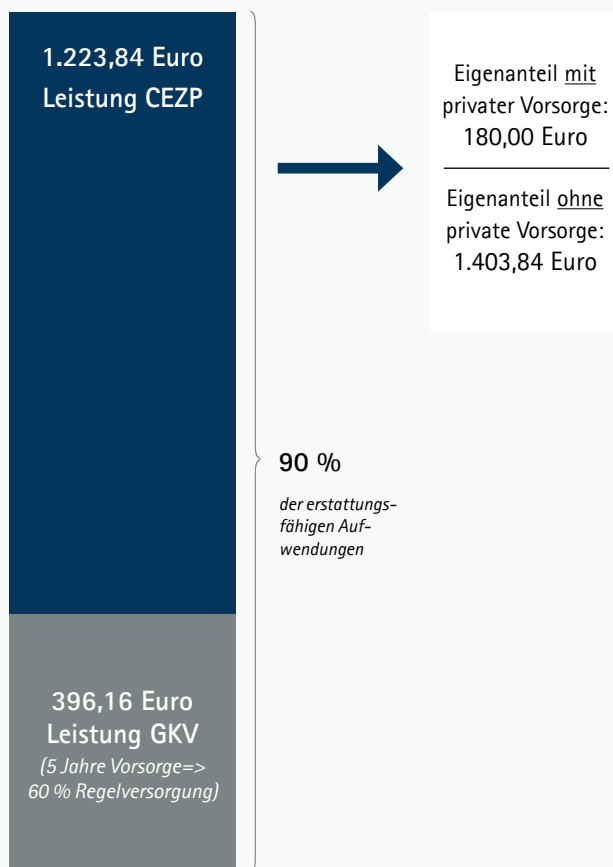 1.223,84 Euro
Leistung CEZP
Eigenanteil mit
privater Vorsorge:
180,00 Euro
Eigenanteil ohne
private Vorsorge:
1.403,84 Euro
90 %
der erstattungs-
fähigen Auf-
wendungen
396,16 Euro
Leistung GKV
(5 Jahre Vorsorge=>
60 % Regelversorgung)